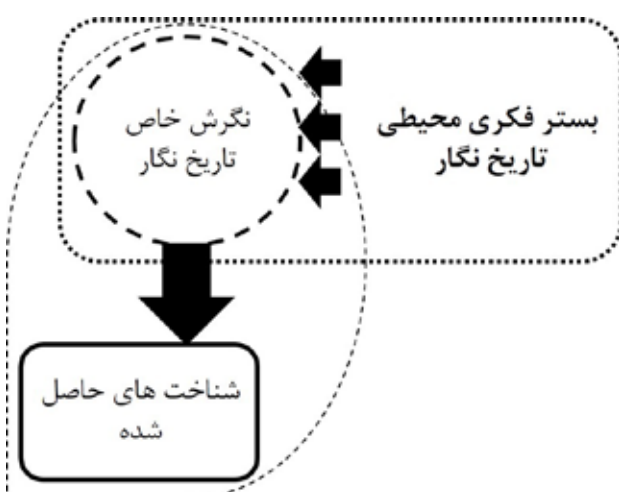 بستر فکری محیطی
تاریخ نگار
نگرش خاص
تاریخ نگار
شناخت های حاصل
شده